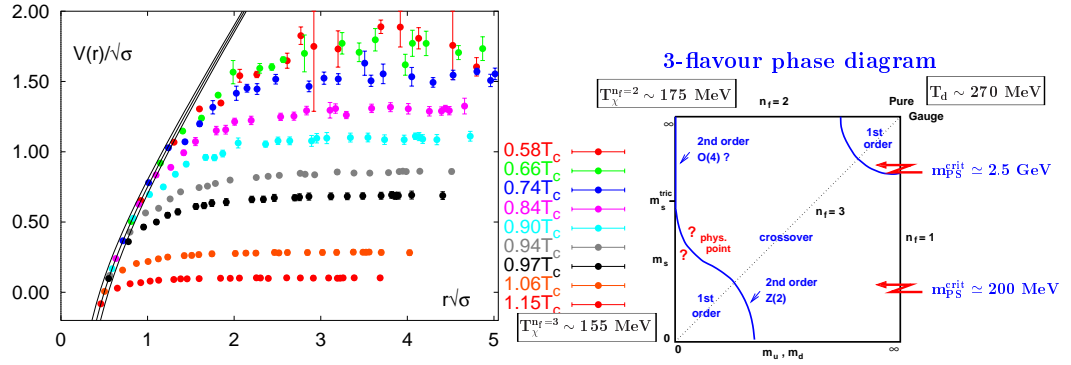 2.00
1.50
1.00
0.50
0.00
0
1
2
3
4
5
V(r)/√σ
r√σ
0.58T_c
0.66T_c
0.74T_c
0.84T_c
0.90T_c
0.94T_c
0.97T_c
1.06T_c
1.15T_c
3-flavour phase diagram
T_χ^{n_f=2} ∼ 175 MeV
n_f = 2
Pure
Gauge
T_d ∼ 270 MeV
∞
2nd order
O(4) ?
1st
order
m_PS^crit ≃ 2.5 GeV
m_s^tric
n_f = 3
?
phys.
point
?
crossover
n_f = 1
m_s
2nd order
Z(2)
1st
order
m_PS^crit ≃ 200 MeV
T_χ^{n_f=3} ∼ 155 MeV
0
0
m_u , m_d
∞